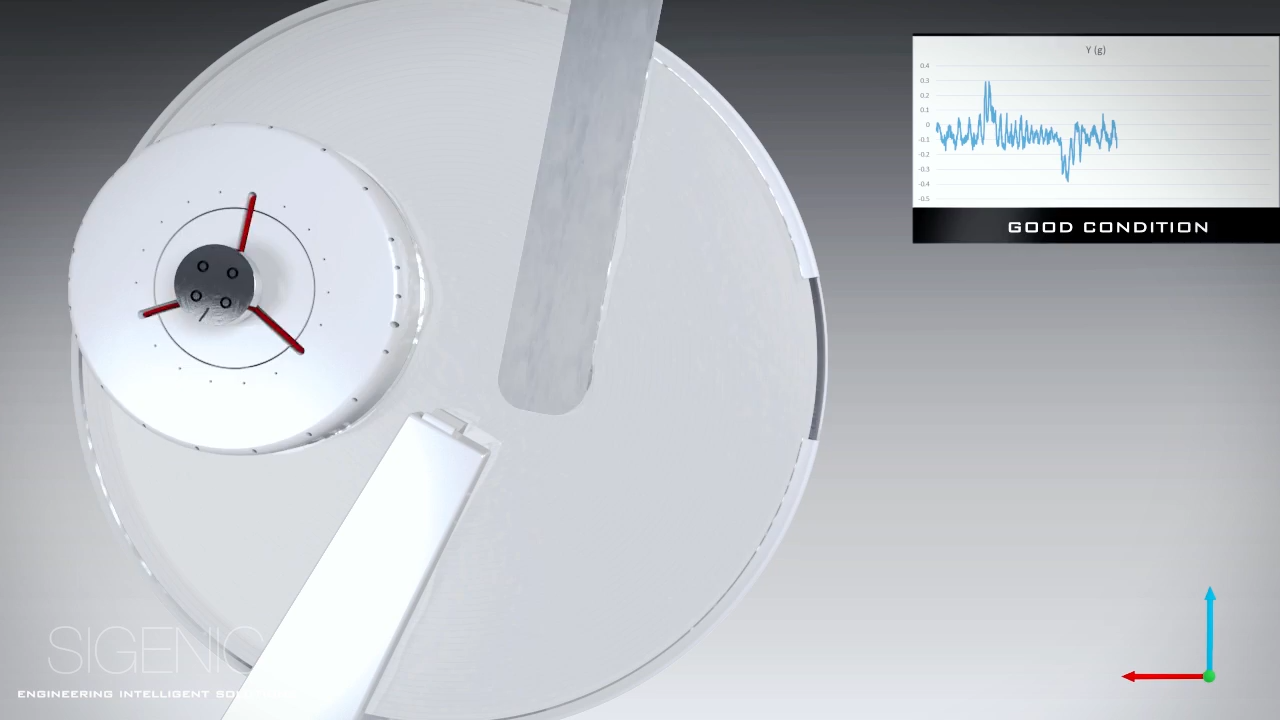 Y (g)
0.4
0.3
0.2
0.1
0
-0.1
-0.2
-0.3
-0.4
-0.5
GOOD CONDITION
SIGENIC
ENGINEERING INTELLIGENT